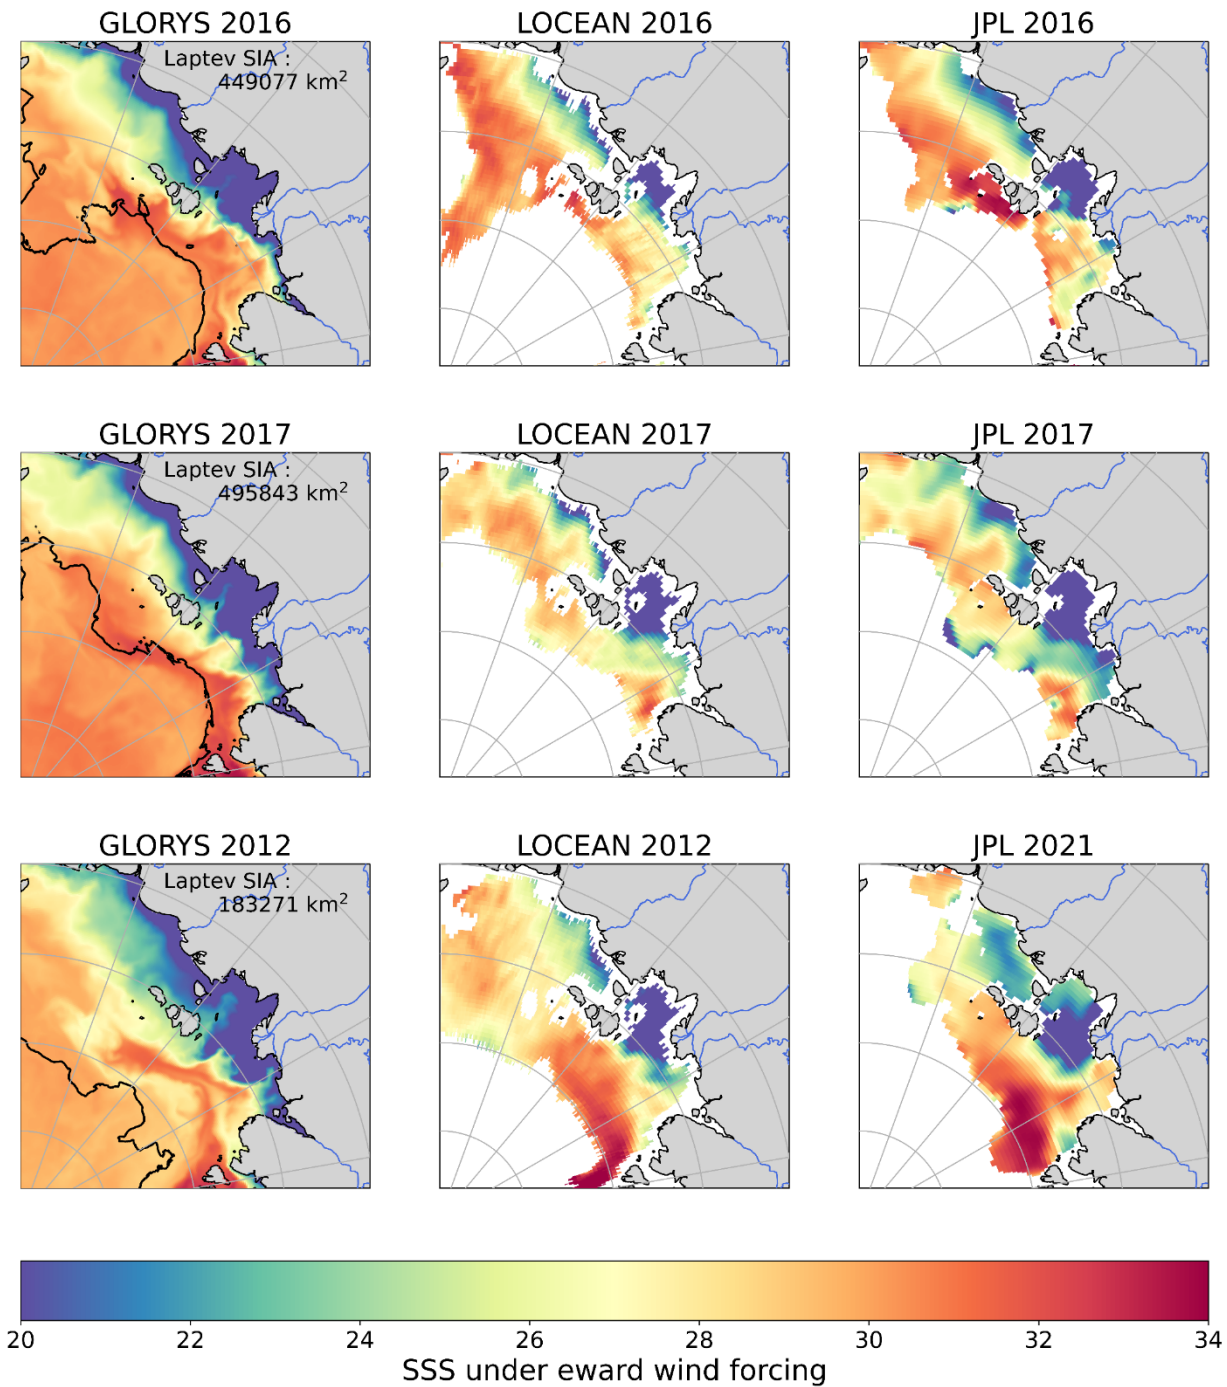 GLORYS 2016
LOCEAN 2016
JPL 2016
Laptev SIA :
449077 km²
GLORYS 2017
LOCEAN 2017
JPL 2017
Laptev SIA :
495843 km²
GLORYS 2012
LOCEAN 2012
JPL 2021
Laptev SIA :
183271 km²
20 22 24 26 28 30 32 34
SSS under eward wind forcing